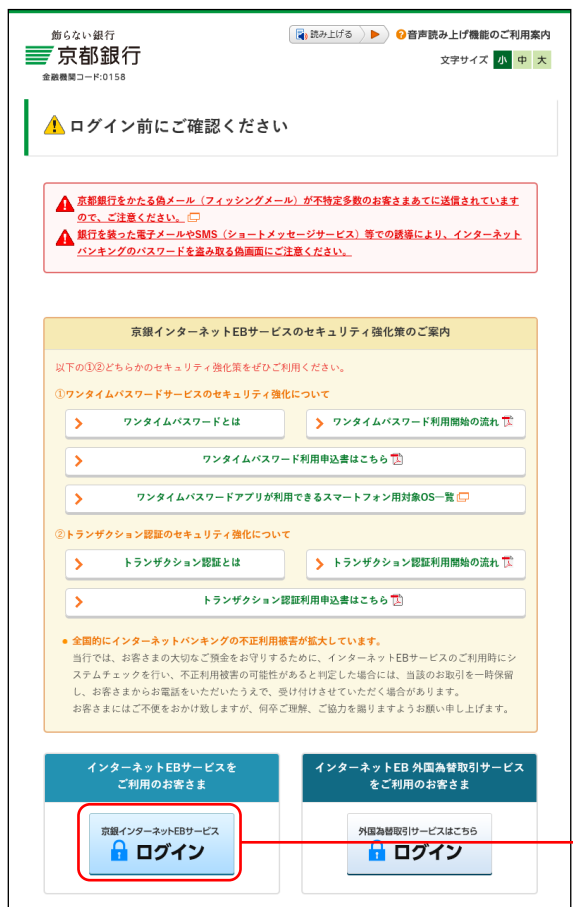 飾らない銀行
京都銀行
金融機関コード:0158
読み上げる
音声読み上げ機能のご利用案内
文字サイズ 小 中 大
ログイン前にご確認ください
京都銀行をかたる偽メール（フィッシングメール）が不特定多数のお客さまあてに送信されています
ので、ご注意ください。
銀行を装った電子メールやSMS（ショートメッセージサービス）等での誘導により、インターネット
バンキングのパスワードを盗み取る偽画面にご注意ください。
京銀インターネットEBサービスのセキュリティ強化策のご案内
以下の①②どちらかのセキュリティ強化策をぜひご利用ください。
①ワンタイムパスワードサービスのセキュリティ強化について
ワンタイムパスワードとは
ワンタイムパスワード利用開始の流れ
ワンタイムパスワード利用申込書はこちら
ワンタイムパスワードアプリが利用できるスマートフォン用対象OS一覧
②トランザクション認証のセキュリティ強化について
トランザクション認証とは
トランザクション認証利用開始の流れ
トランザクション認証利用申込書はこちら
● 全国的にインターネットバンキングの不正利用被害が拡大しています。
当行では、お客さまの大切なご預金をお守りするために、インターネットEBサービスのご利用時にシ
ステムチェックを行い、不正利用被害の可能性があると判定した場合には、当該のお取引を一時保留
し、お客さまからお電話をいただいたうえで、受け付けさせていただく場合があります。
お客さまにはご不便をおかけ致しますが、何卒ご理解、ご協力を賜りますようお願い申し上げます。
インターネットEBサービスを
ご利用のお客さま
京銀インターネットEBサービス
ログイン
インターネットEB 外国為替取引サービス
をご利用のお客さま
外国為替取引サービスはこちら
ログイン